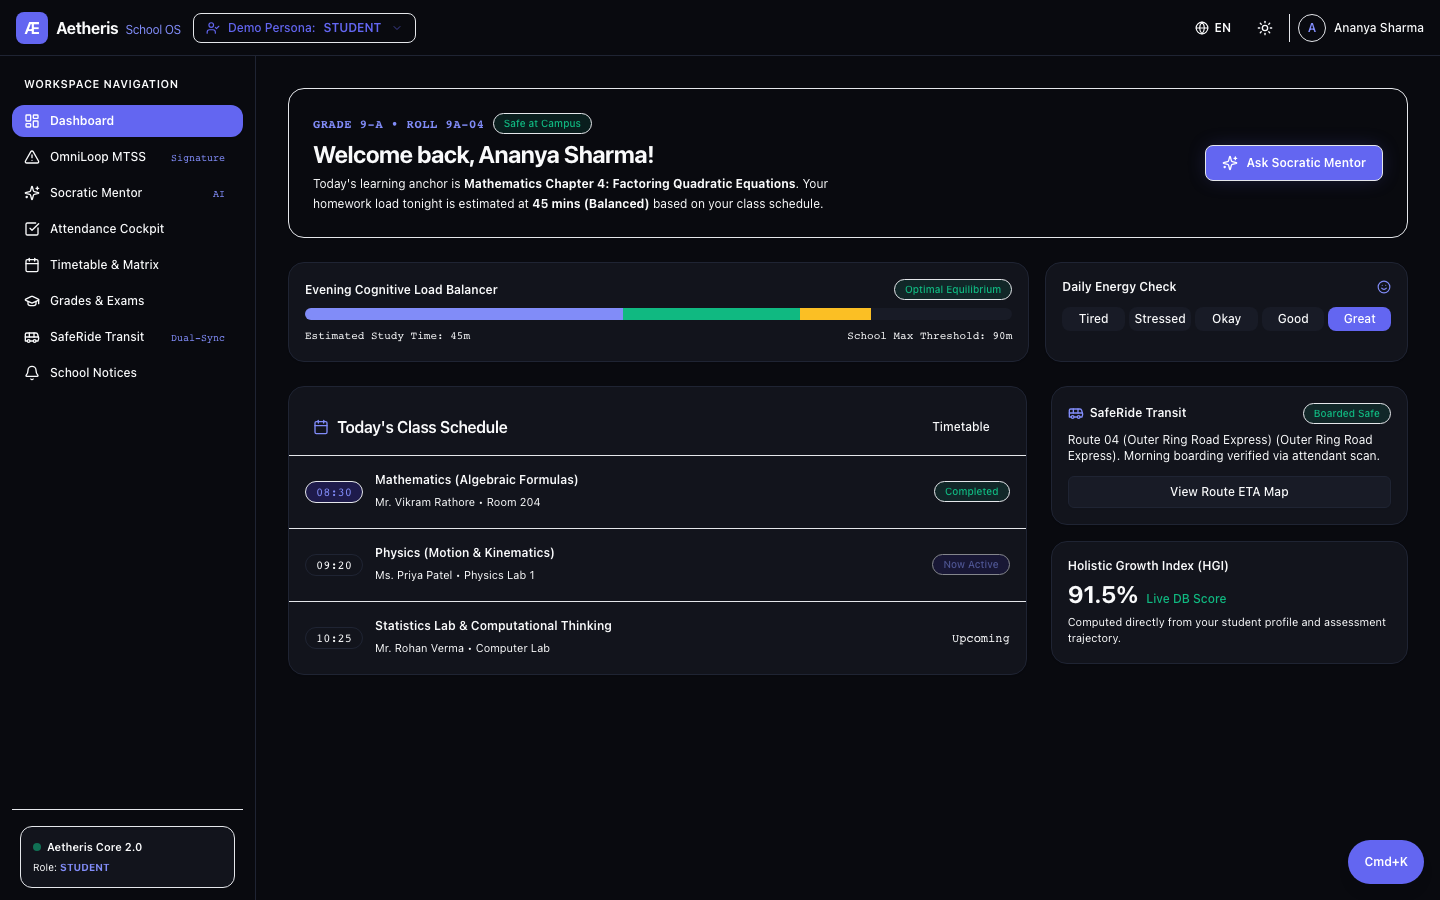 Æ Aetheris School OS
Demo Persona: STUDENT
EN
A Ananya Sharma
WORKSPACE NAVIGATION
Dashboard
OmniLoop MTSS Signature
Socratic Mentor AI
Attendance Cockpit
Timetable & Matrix
Grades & Exams
SafeRide Transit Dual-Sync
School Notices
Aetheris Core 2.0
Role: STUDENT
GRADE 9-A • ROLL 9A-04 Safe at Campus
Welcome back, Ananya Sharma!
Today's learning anchor is Mathematics Chapter 4: Factoring Quadratic Equations. Your
homework load tonight is estimated at 45 mins (Balanced) based on your class schedule.
Ask Socratic Mentor
Evening Cognitive Load Balancer Optimal Equilibrium
Estimated Study Time: 45m School Max Threshold: 90m
Daily Energy Check
Tired Stressed Okay Good Great
Today's Class Schedule Timetable
08:30 Mathematics (Algebraic Formulas)
Mr. Vikram Rathore • Room 204
Completed
09:20 Physics (Motion & Kinematics)
Ms. Priya Patel • Physics Lab 1
Now Active
10:25 Statistics Lab & Computational Thinking
Mr. Rohan Verma • Computer Lab
Upcoming
SafeRide Transit Boarded Safe
Route 04 (Outer Ring Road Express) (Outer Ring Road
Express). Morning boarding verified via attendant scan.
View Route ETA Map
Holistic Growth Index (HGI)
91.5% Live DB Score
Computed directly from your student profile and assessment
trajectory.
Cmd+K